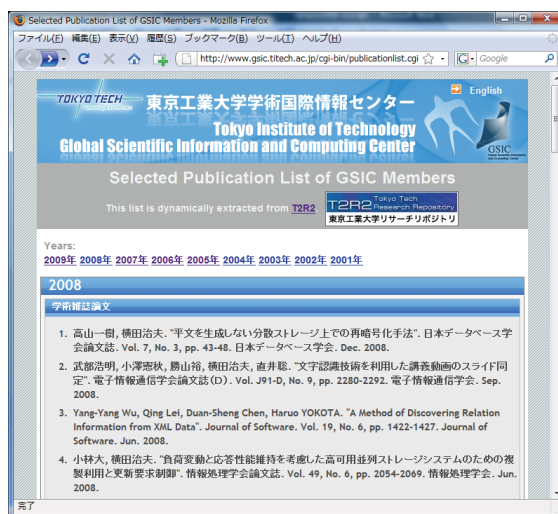 Selected Publication List of GSIC Members - Mozilla Firefox
ファイル(F) 編集(E) 表示(V) 履歴(S) ブックマーク(B) ツール(T) ヘルプ(H)
http://www.gsic.titech.ac.jp/cgi-bin/publicationlist.cgi
Google
English
TOKYO TECH
東京工業大学学術国際情報センター
Tokyo Institute of Technology
Global Scientific Information and Computing Center
GSIC
Selected Publication List of GSIC Members
This list is dynamically extracted from T2R2
T2R2 Tokyo Tech Research Repository
東京工業大学リサーチリポジトリ
Years:
2009年 2008年 2007年 2006年 2005年 2004年 2003年 2002年 2001年
2008
学術雑誌論文
1. 高山一樹, 横田治夫. "平文を生成しない分散ストレージ上での再暗号化手法". 日本データベース学
会論文誌. Vol. 7, No. 3, pp. 43-48. 日本データベース学会. Dec. 2008.
2. 武部浩明, 小澤憲秋, 勝山裕, 横田治夫, 直井聡. "文字認識技術を利用した講義動画のスライド同
定". 電子情報通信学会論文誌(D). Vol. J91-D, No. 9, pp. 2280-2292. 電子情報通信学会. Sep.
2008.
3. Yang-Yang Wu, Qing Lei, Duan-Sheng Chen, Haruo YOKOTA. "A Method of Discovering Relation
Information from XML Data". Journal of Software. Vol. 19, No. 6, pp. 1422-1427. Journal of
Software. Jun. 2008.
4. 小林大, 横田治夫. "負荷変動と応答性能維持を考慮した高可用並列ストレージシステムのための複
製利用と更新要求制御". 情報処理学会論文誌. Vol. 49, No. 6, pp. 2054-2069. 情報処理学会. Jun.
2008.
完了